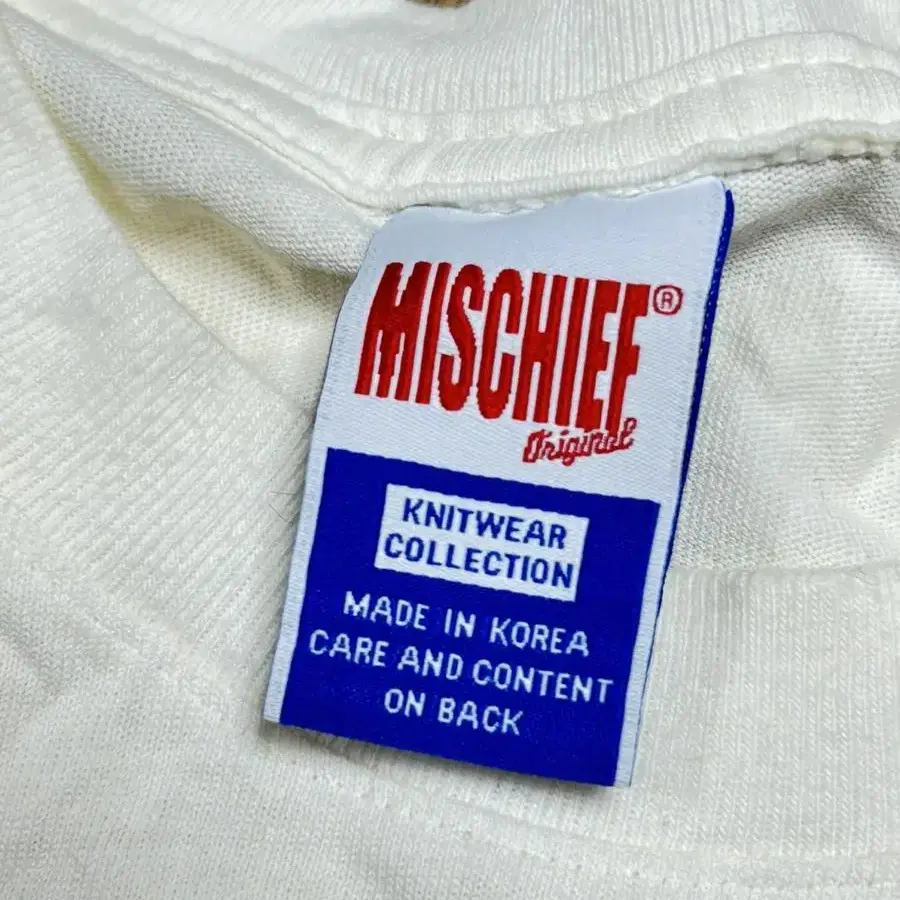 MISCHIEF®
Original
KNITWEAR
COLLECTION
MADE IN KOREA
CARE AND CONTENT
ON BACK